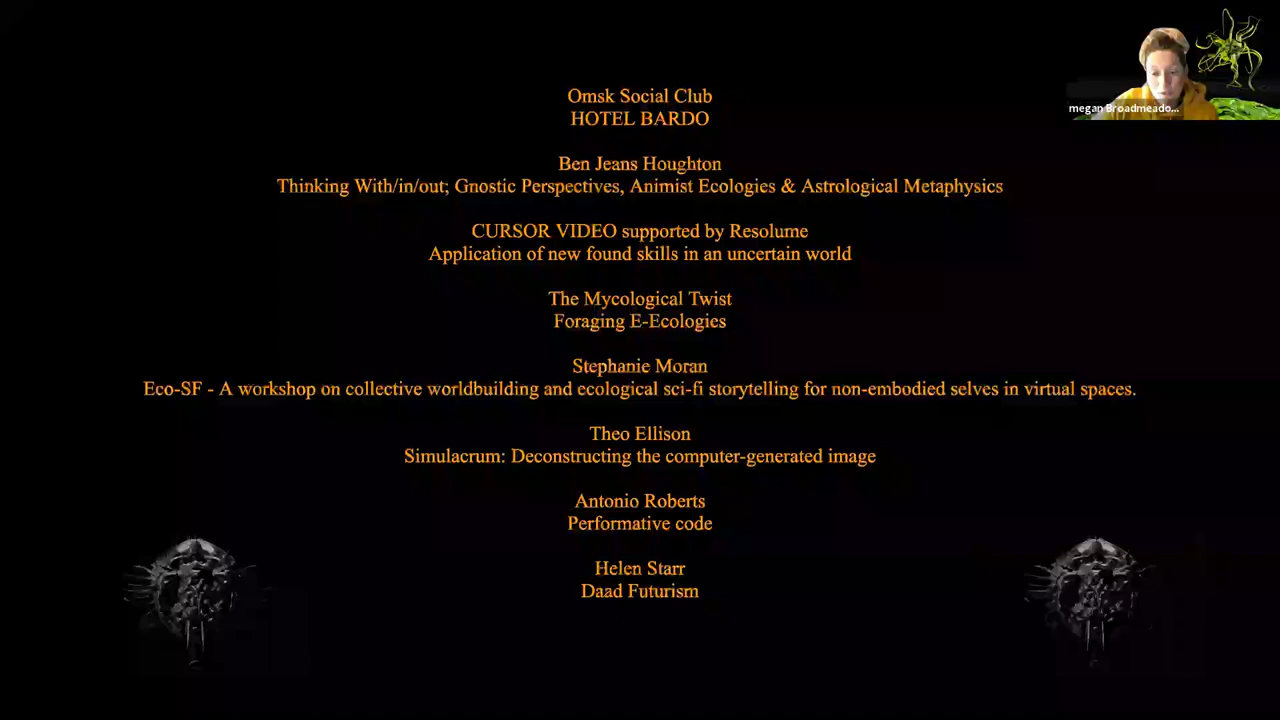 Omsk Social Club
HOTEL BARDO
megan Broadmeado...
Ben Jeans Houghton
Thinking With/in/out; Gnostic Perspectives, Animist Ecologies & Astrological Metaphysics
CURSOR VIDEO supported by Resolume
Application of new found skills in an uncertain world
The Mycological Twist
Foraging E-Ecologies
Stephanie Moran
Eco-SF - A workshop on collective worldbuilding and ecological sci-fi storytelling for non-embodied selves in virtual spaces.
Theo Ellison
Simulacrum: Deconstructing the computer-generated image
Antonio Roberts
Performative code
Helen Starr
Daad Futurism